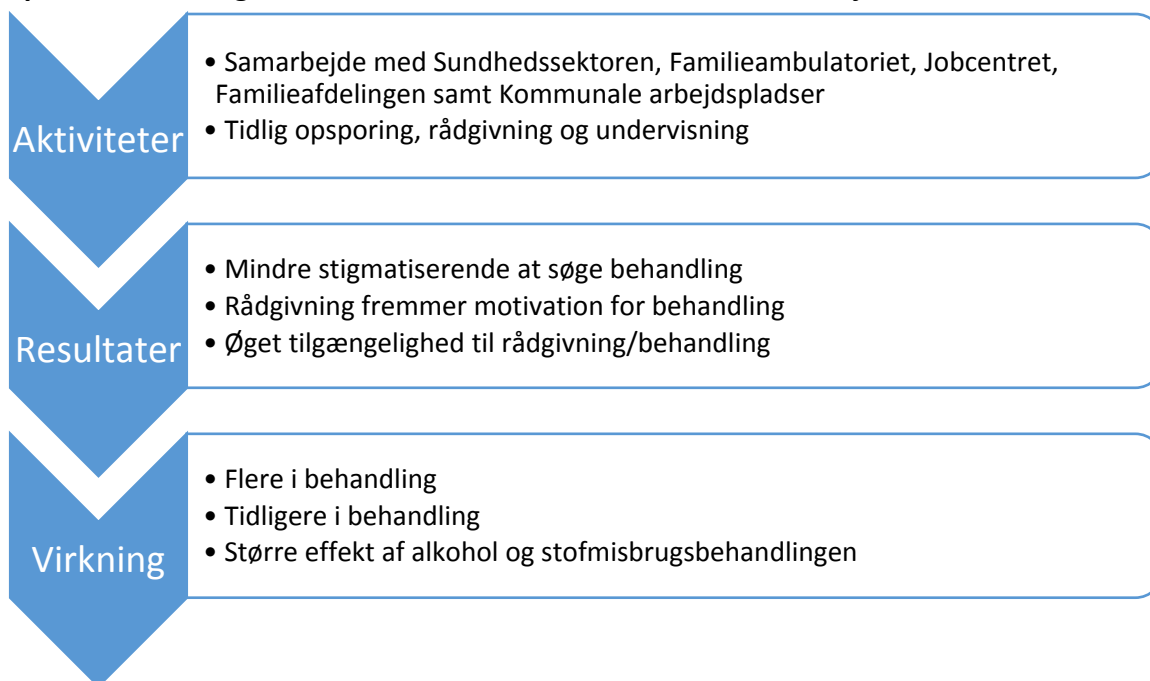 Aktiviteter
• Samarbejde med Sundhedssektoren, Familieambulatoriet, Jobcentret,
Familieafdelingen samt Kommunale arbejdspladser
• Tidlig opsporing, rådgivning og undervisning
Resultater
• Mindre stigmatiserende at søge behandling
• Rådgivning fremmer motivation for behandling
• Øget tilgængelighed til rådgivning/behandling
Virkning
• Flere i behandling
• Tidligere i behandling
• Større effekt af alkohol og stofmisbrugsbehandlingen